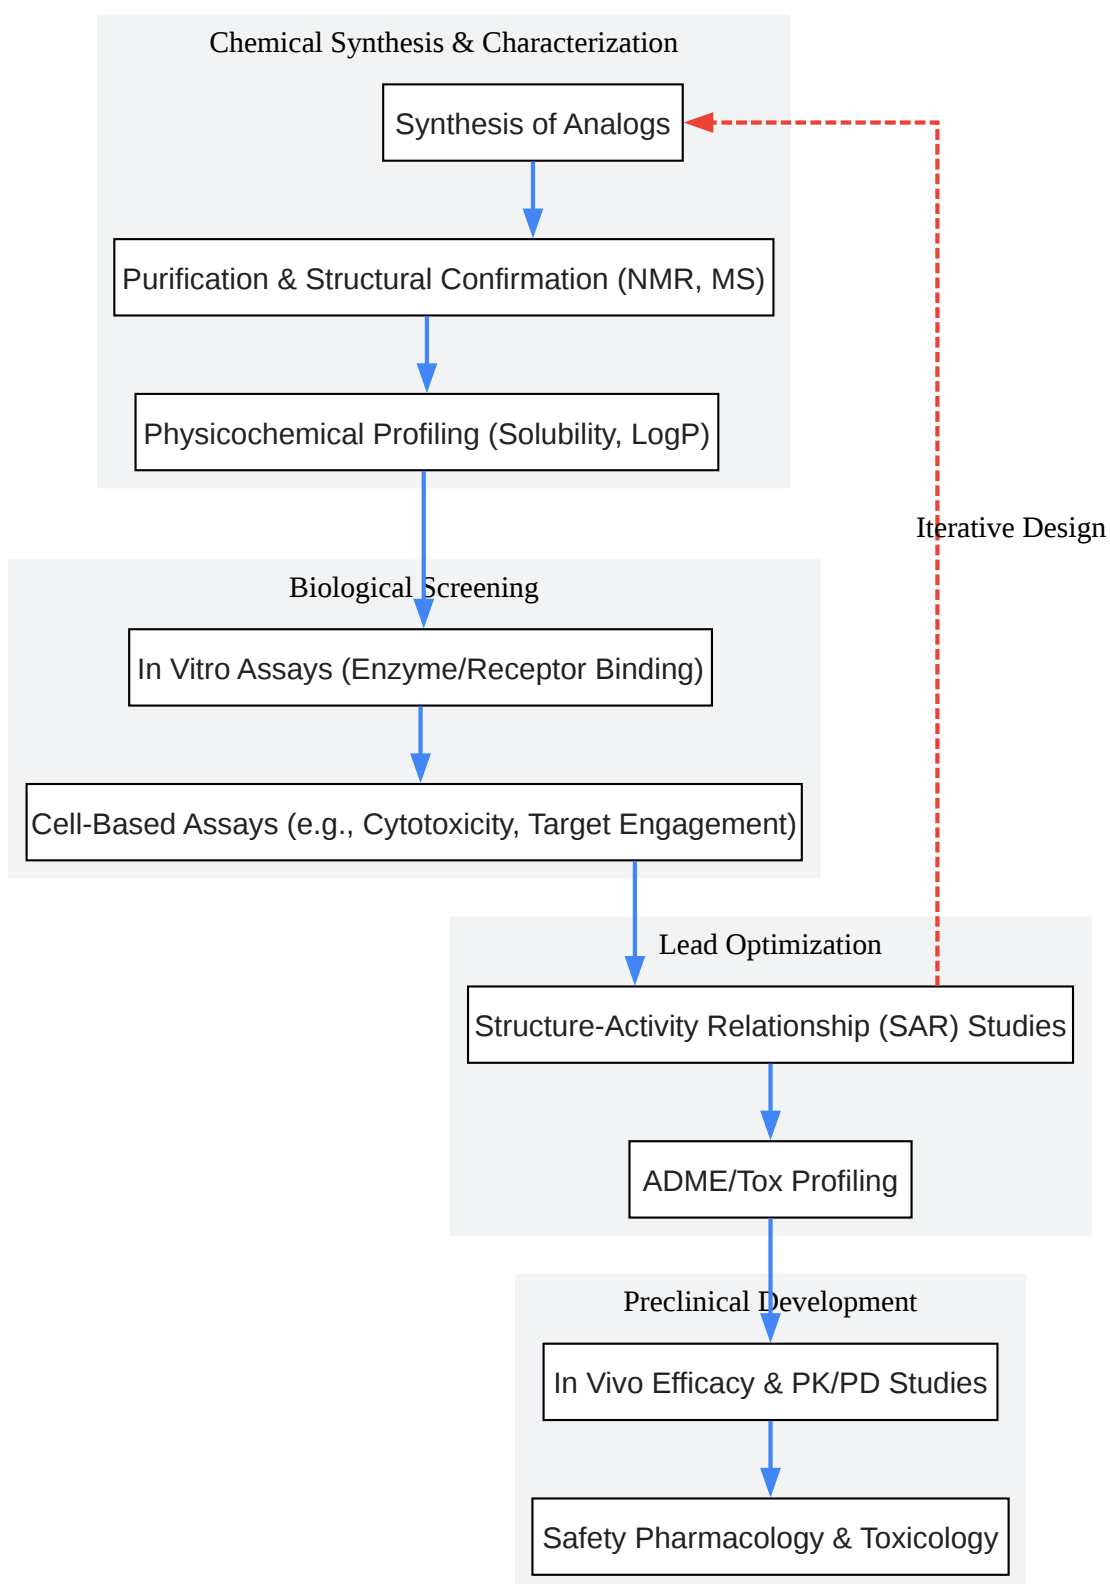 Chemical Synthesis & Characterization
Synthesis of Analogs
Purification & Structural Confirmation (NMR, MS)
Physicochemical Profiling (Solubility, LogP)
Iterative Design
Biological Screening
In Vitro Assays (Enzyme/Receptor Binding)
Cell-Based Assays (e.g., Cytotoxicity, Target Engagement)
Lead Optimization
Structure-Activity Relationship (SAR) Studies
ADME/Tox Profiling
Preclinical Development
In Vivo Efficacy & PK/PD Studies
Safety Pharmacology & Toxicology